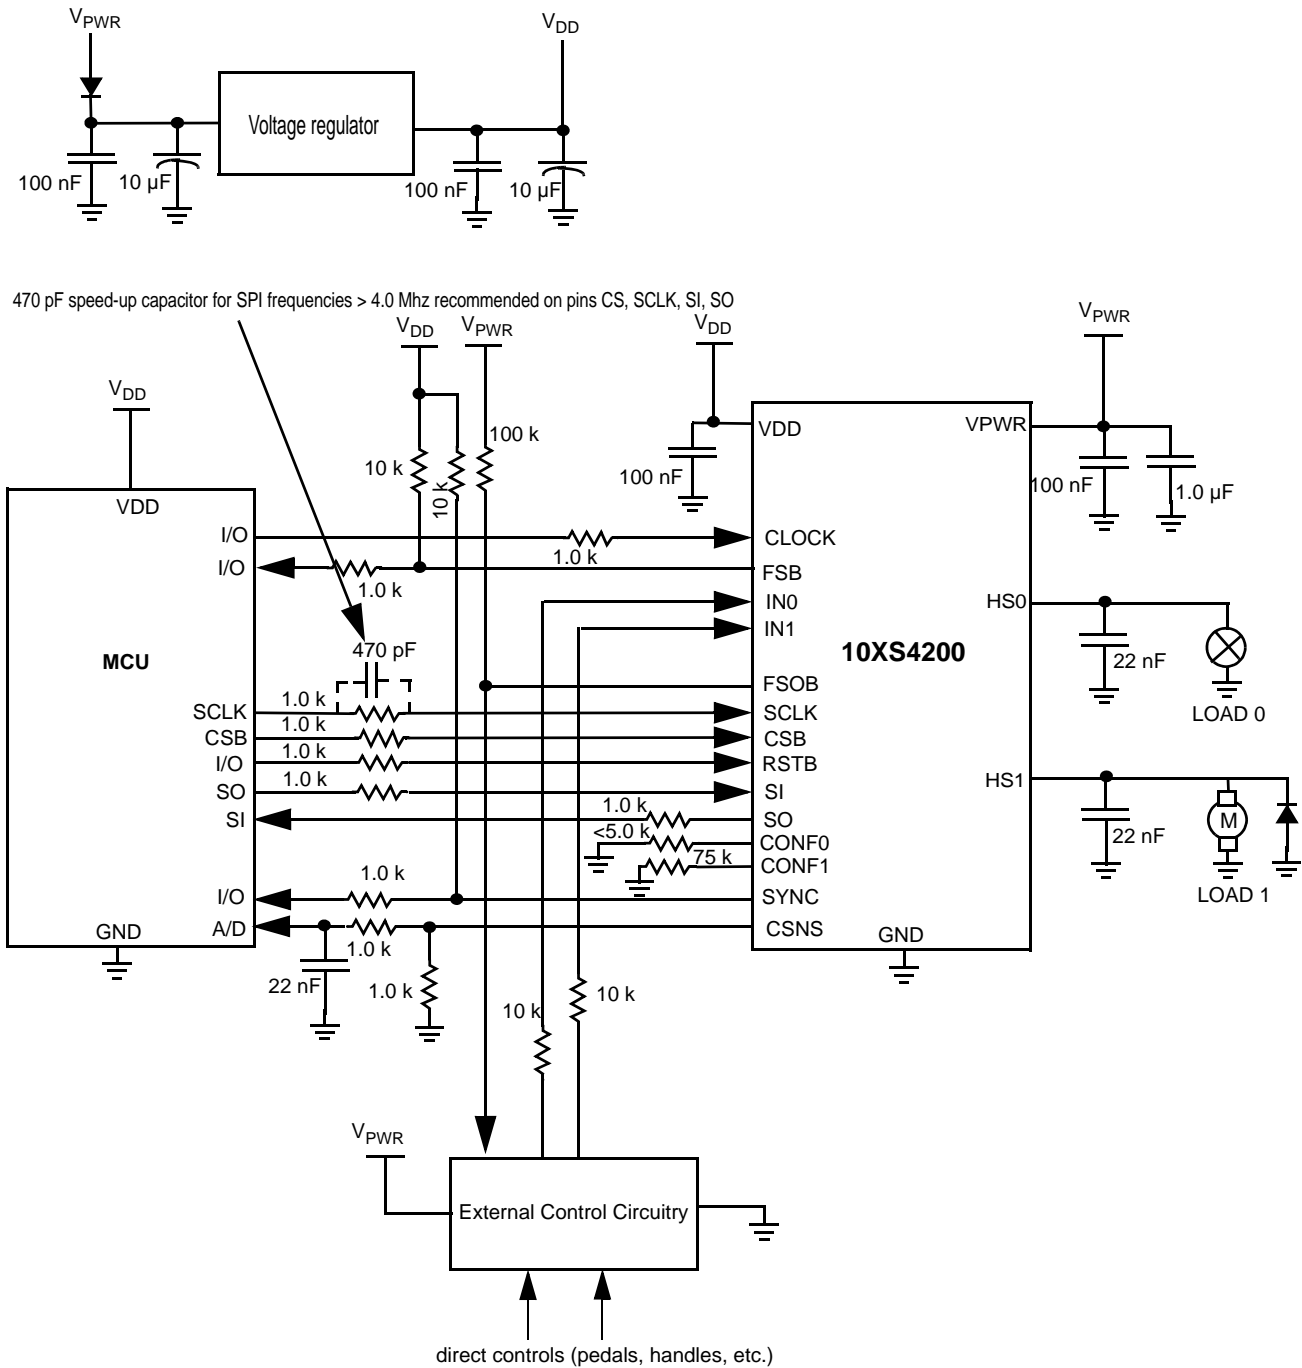 VPWR
VDD
Voltage regulator
100 nF
10 µF
100 nF
10 µF
470 pF speed-up capacitor for SPI frequencies > 4.0 Mhz recommended on pins CS, SCLK, SI, SO
VDD
VPWR
VDD
VPWR
VDD
100 k
10 k
10 k
100 nF
VDD
VPWR
100 nF
1.0 µF
VDD
I/O
1.0 k
CLOCK
I/O
1.0 k
FSB
IN0
HS0
IN1
MCU
470 pF
10XS4200
22 nF
FSOB
1.0 k
SCLK
SCLK
LOAD 0
1.0 k
CSB
CSB
1.0 k
I/O
RSTB
1.0 k
SO
SI
HS1
SI
1.0 k
SO
<5.0 k
CONF0
22 nF
M
75 k
CONF1
1.0 k
I/O
SYNC
LOAD 1
A/D
CSNS
GND
GND
1.0 k
22 nF
1.0 k
10 k
10 k
VPWR
External Control Circuitry
direct controls (pedals, handles, etc.)